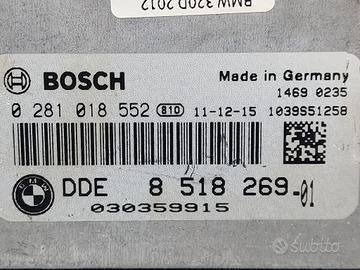 BMW 320D 2012
BOSCH
Made in Germany
1469 0235
0 281 018 552 810 11-12-15 1039S51258
DDE 8 518 269-01
030359915
subito